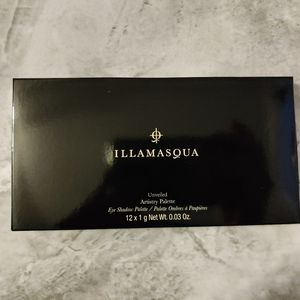 ILLAMASQUA
Unveiled
Artistry Palette
Eye Shadow Palette / Palette Ombres à Paupières
12 x 1 g Net Wt. 0.03 Oz.